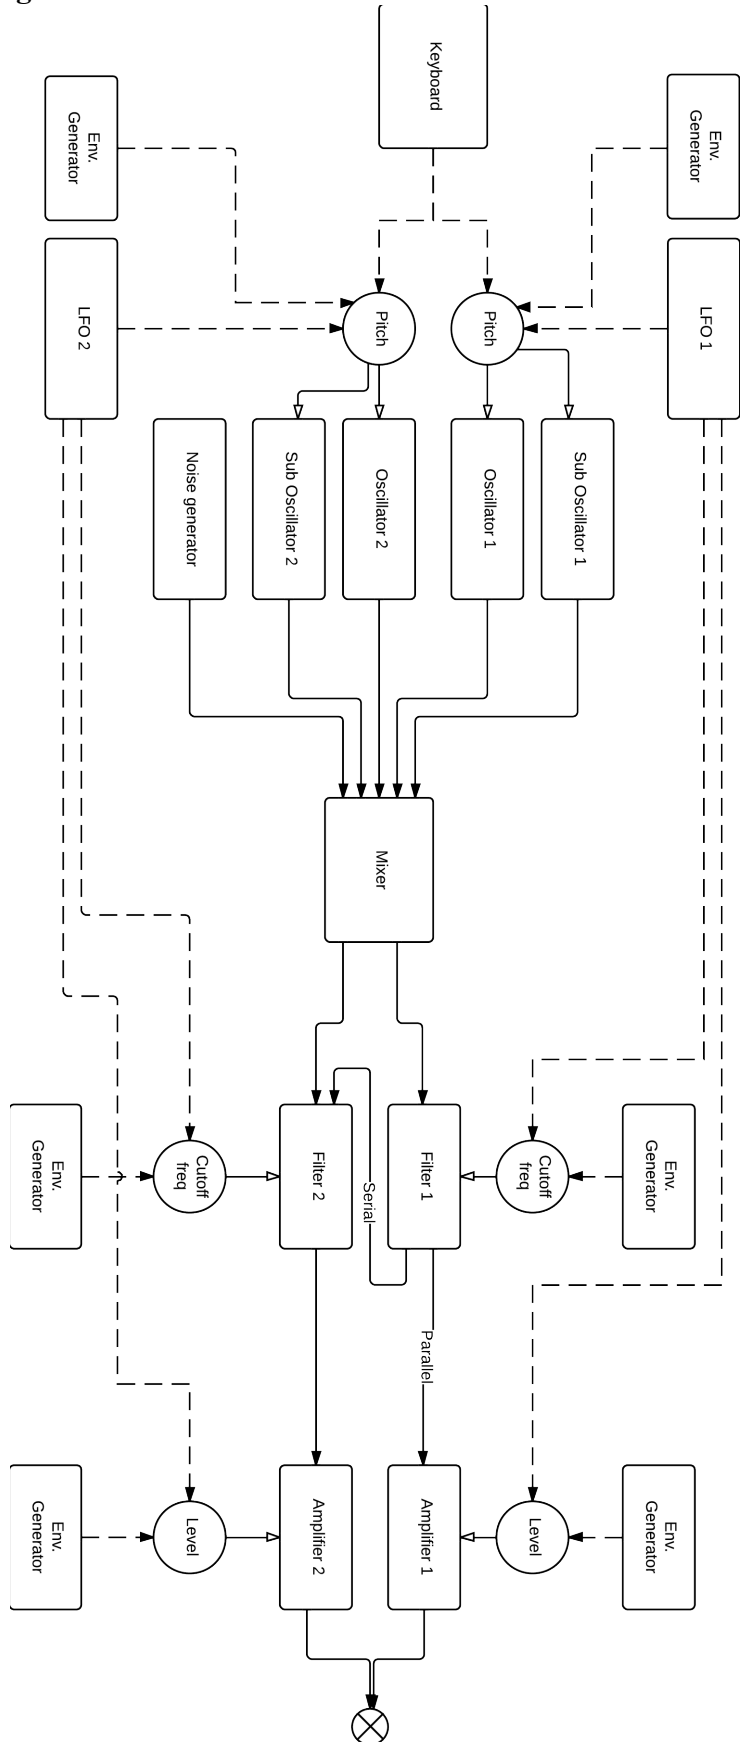 Keyboard
Env.
Generator
Env.
Generator
LFO 2
LFO 1
Pitch
Pitch
Noise generator
Sub Oscillator 2
Oscillator 2
Oscillator 1
Sub Oscillator 1
Mixer
Env.
Generator
Cutoff
freq
Filter 2
Serial
Filter 1
Cutoff
freq
Env.
Generator
Parallel
Env.
Generator
Level
Amplifier 2
Amplifier 1
Level
Env.
Generator